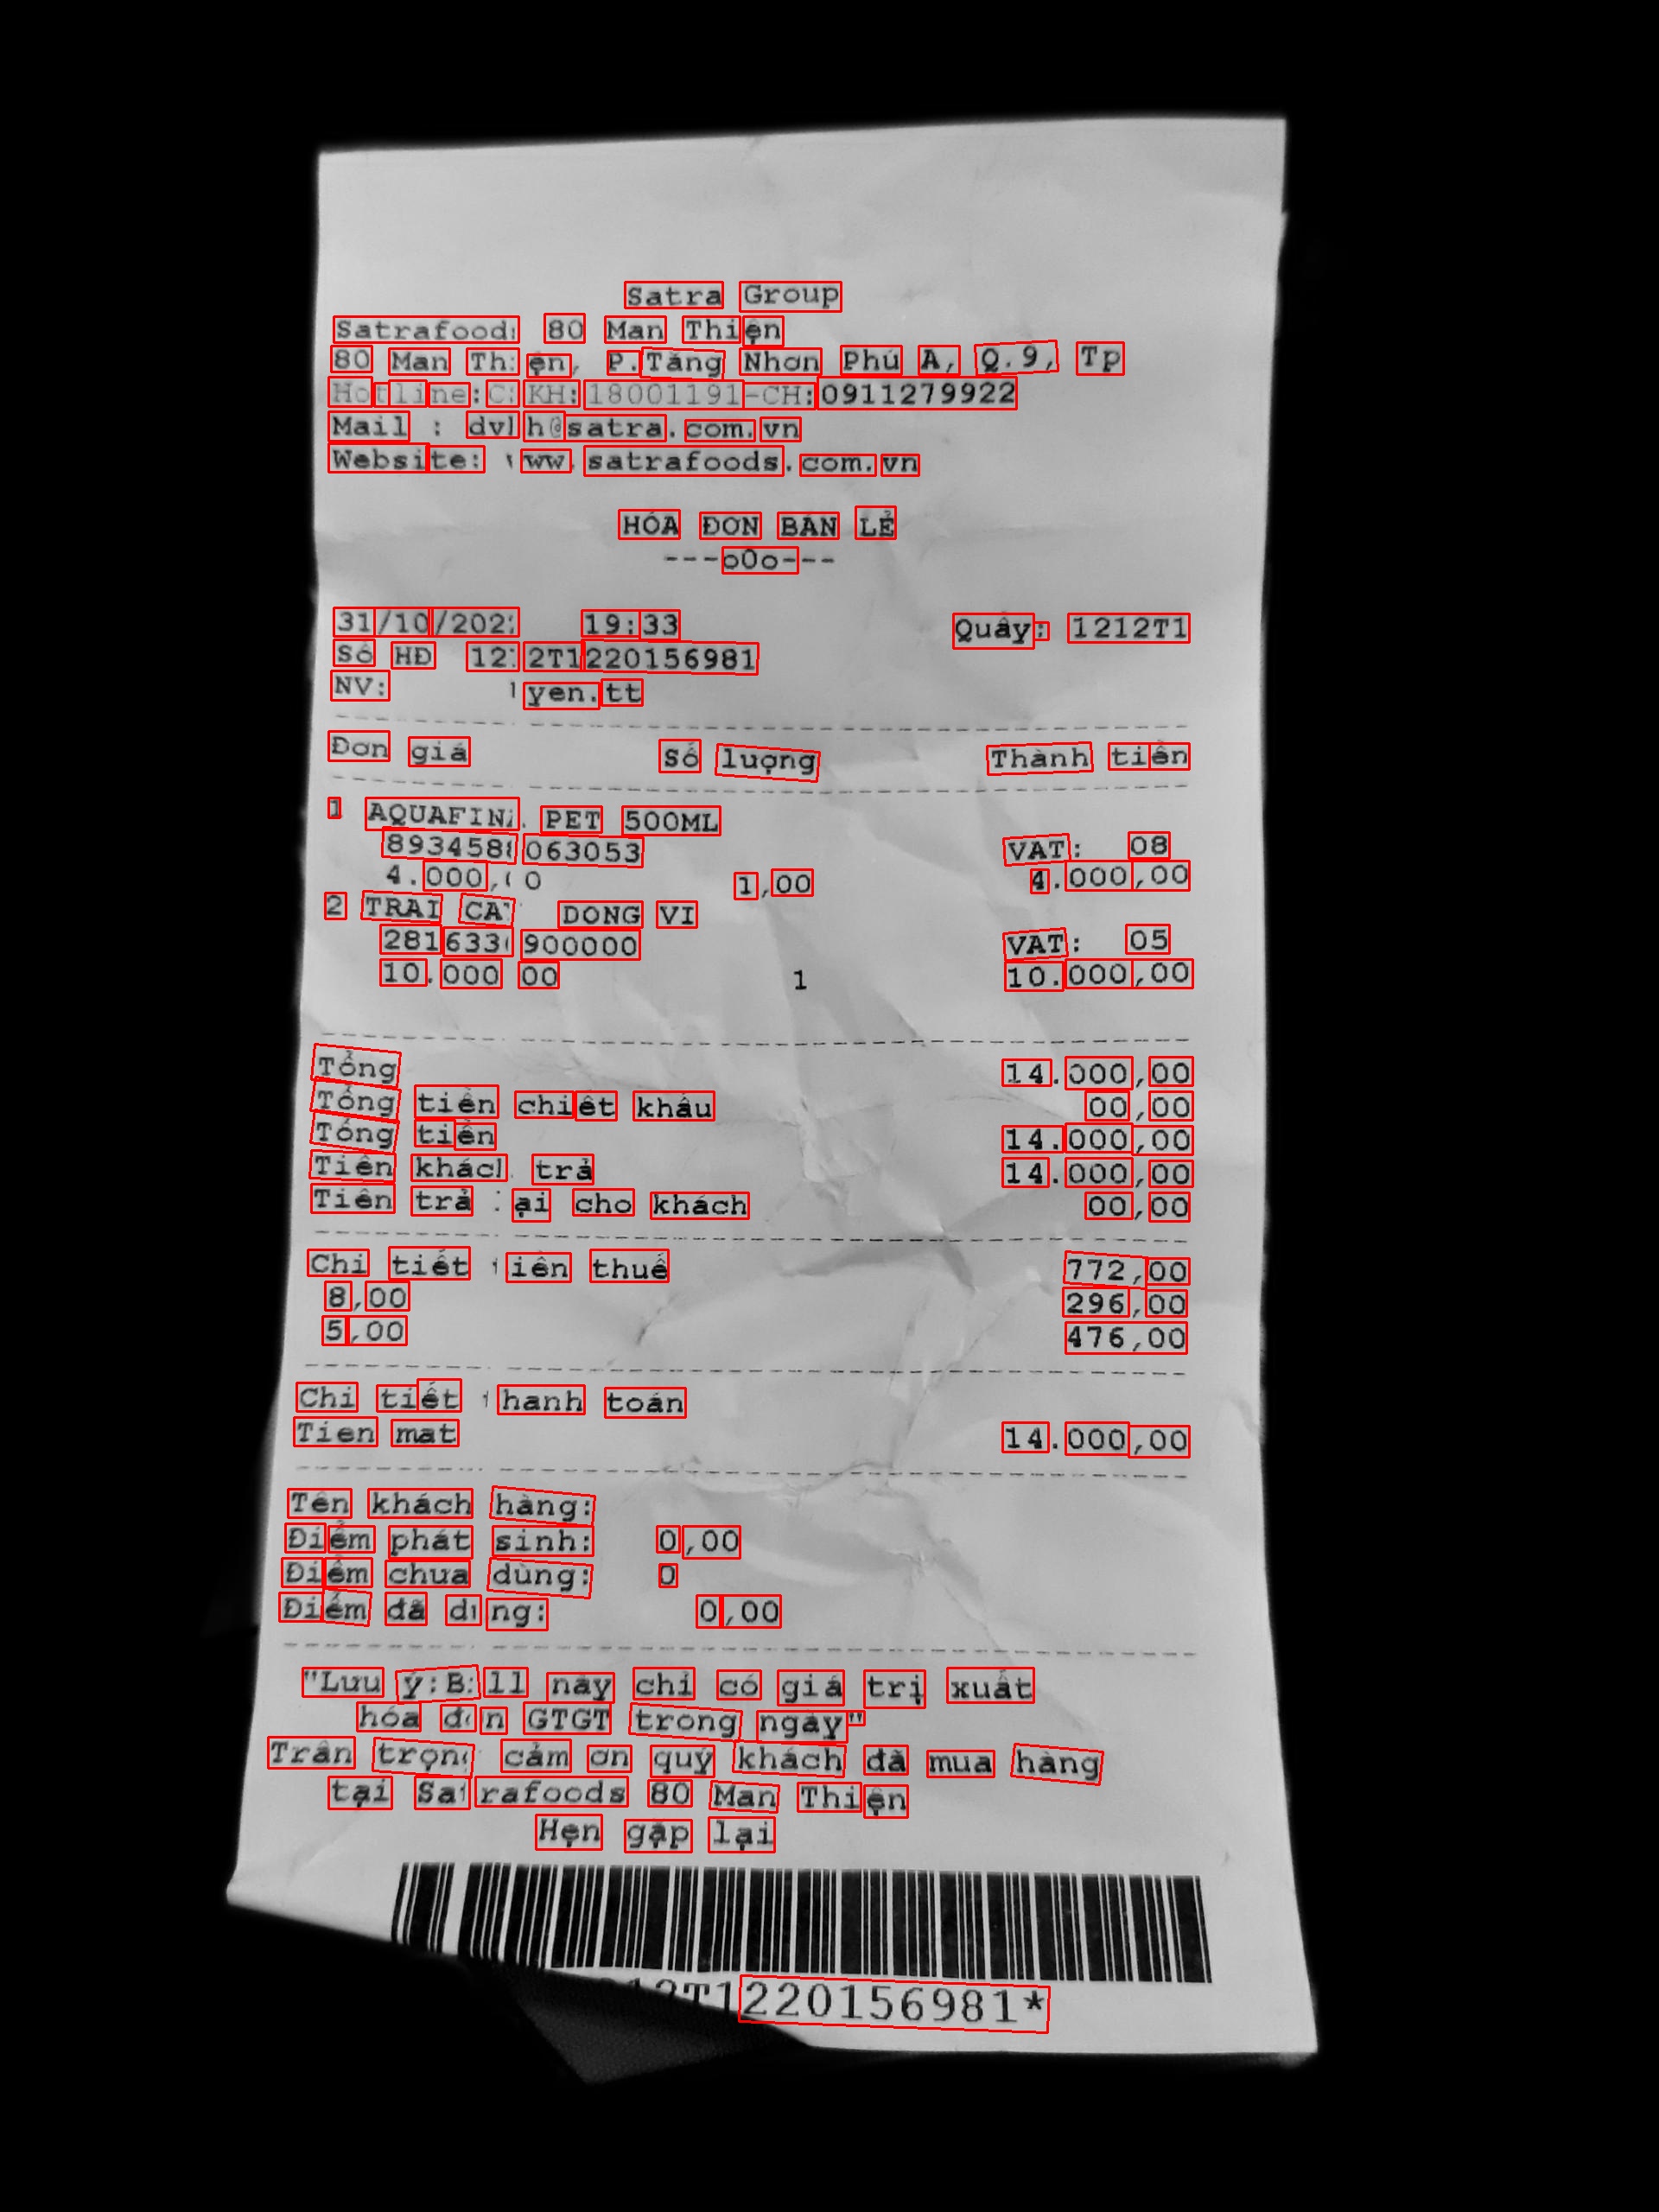 Satra Group
Satrafoods 80 Man Thiện
80 Man Thiện, P.Tăng Nhơn Phú A, Q.9, Tp
Hotline: KH:18001191-CH:0911279922
Mail : h@satra.com.vn
Website: ww.satrafoods.com.vn
HÓA ĐƠN BÁN LẺ
---o0o---
31/10/202 19:33 Quầy: 1212T1
Số HĐ 1212T1220156981
NV: yen.tt
Đơn giá Số lượng Thành tiền
1 AQUAFINA PET 500ML
893458 063053 VAT: 08
4.000,00 1,00 4.000,00
2 TRAI CAY DONG VI
281633 900000 VAT: 05
10.000 00 1 10.000,00
Tổng 14.000,00
Tổng tiền chiết khấu 00,00
Tổng tiền 14.000,00
Tiền khách trả 14.000,00
Tiền trả lại cho khách 00,00
Chi tiết tiền thuế 772,00
8,00 296,00
5,00 476,00
Chi tiết thanh toán
Tien mat 14.000,00
Tên khách hàng:
Điểm phát sinh: 0,00
Điểm chưa dùng: 0
Điểm đã dùng: 0,00
"Lưu ý:Bill này chỉ có giá trị xuất
hóa đơn GTGT trong ngày"
Trân trọng cảm ơn quý khách đã mua hàng
tại Satrafoods 80 Man Thiện
Hẹn gặp lại
12T1220156981*